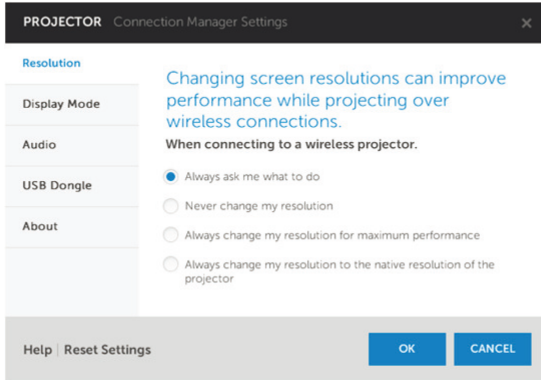 PROJECTOR Connection Manager Settings
Resolution
Display Mode
Audio
USB Dongle
About
Changing screen resolutions can improve
performance while projecting over
wireless connections.
When connecting to a wireless projector.
Always ask me what to do
Never change my resolution
Always change my resolution for maximum performance
Always change my resolution to the native resolution of the
projector
Help | Reset Settings
OK
CANCEL